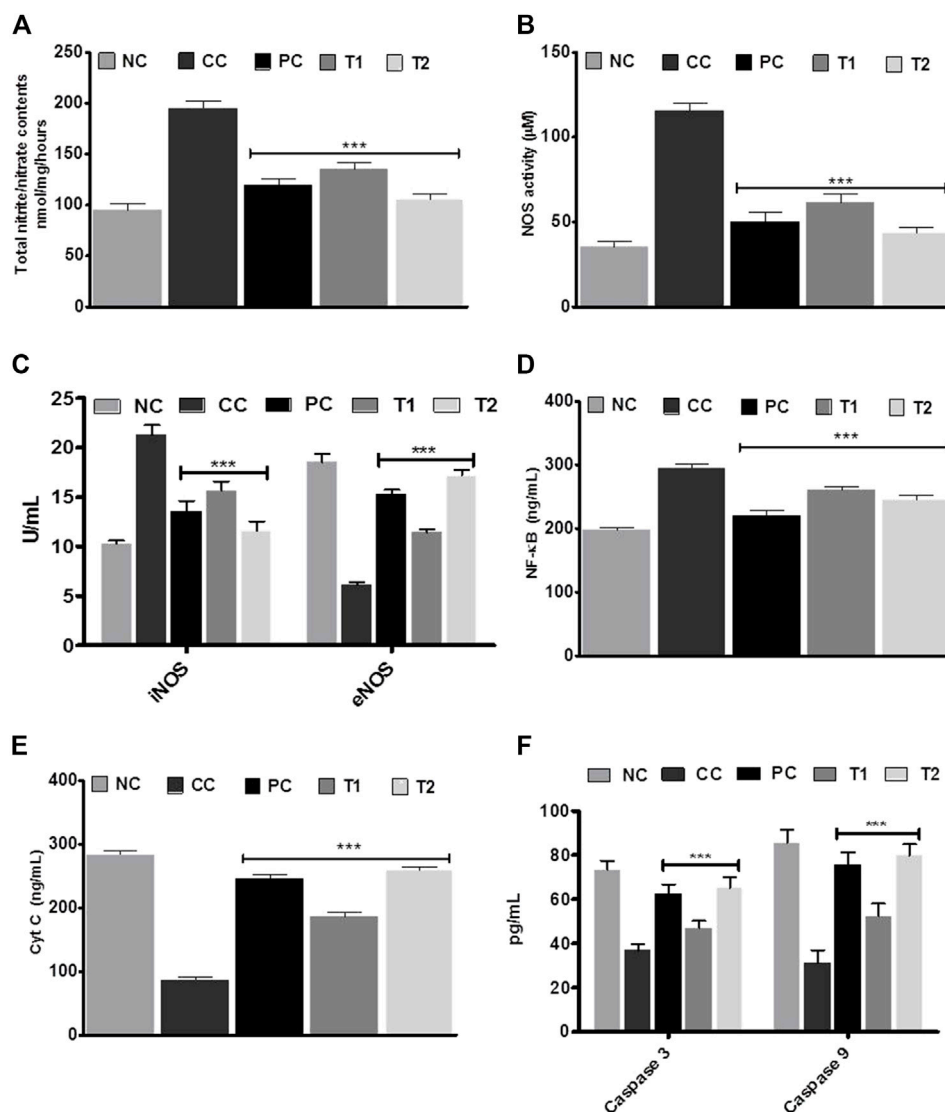 A
Total nitrite/nitrate contents
nmol/mg/hours
250
200
150
100
50
0
NC CC PC T1 T2
***
B
NOS activity (µM)
150
100
50
0
NC CC PC T1 T2
***
C
U/mL
25
20
15
10
5
0
NC CC PC T1 T2
***
***
iNOS
eNOS
D
NF-κB (ng/mL)
400
300
200
100
0
NC CC PC T1 T2
***
E
Cyt C (ng/mL)
400
300
200
100
0
NC CC PC T1 T2
***
F
pg/mL
100
80
60
40
20
0
NC CC PC T1 T2
***
***
Caspase 3
Caspase 9